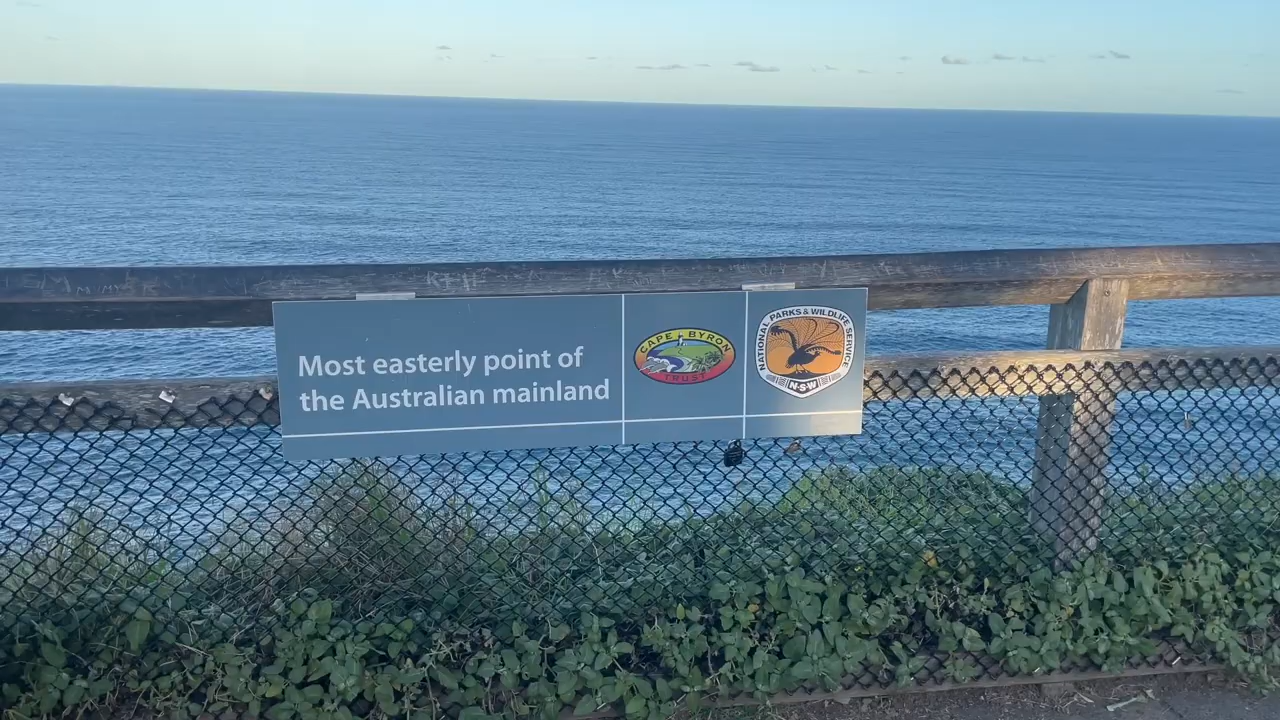 Most easterly point of
the Australian mainland
CAPE BYRON
TRUST
NATIONAL PARKS & WILDLIFE SERVICE
NSW